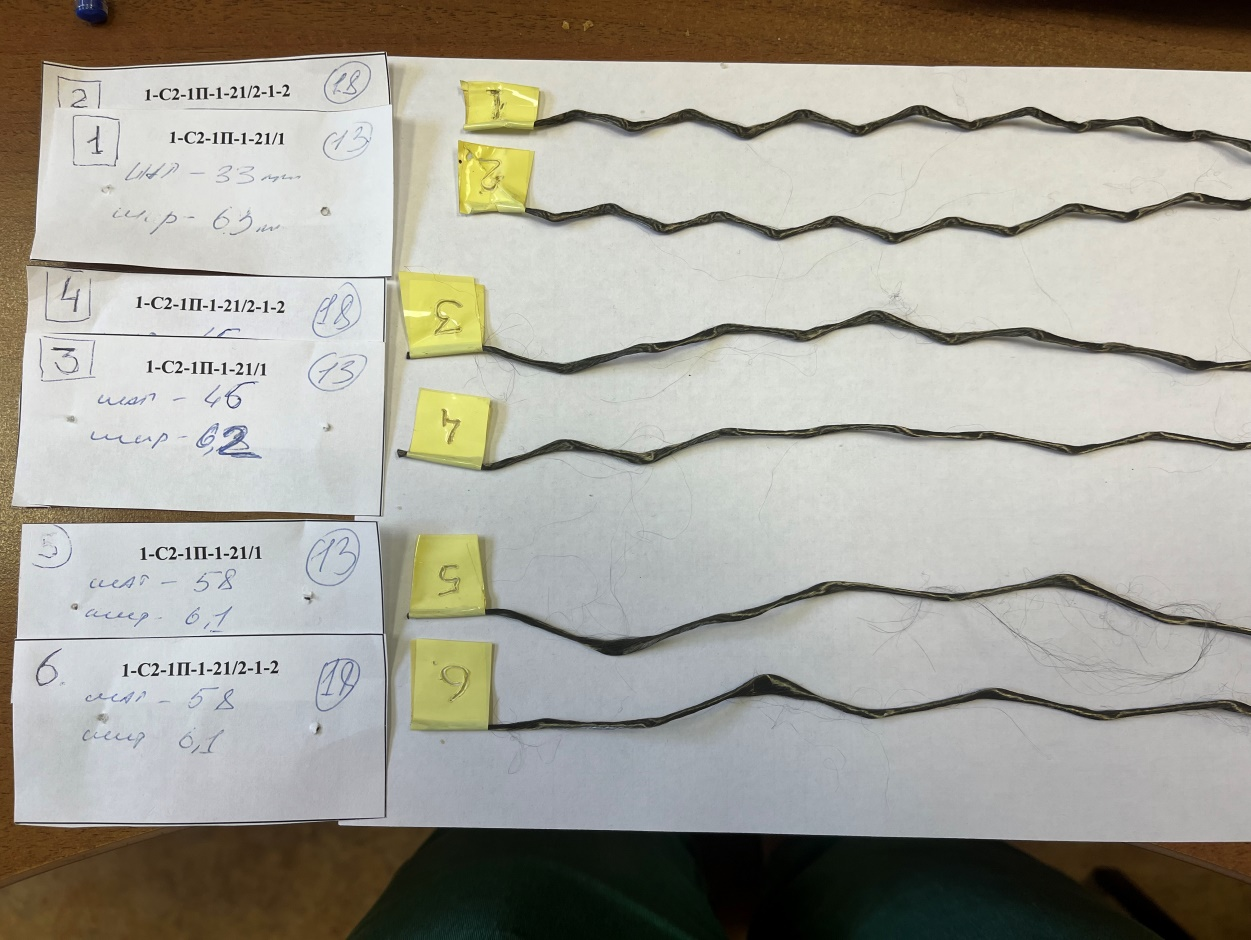 2 1-С2-1П-1-21/2-1-2 18
1 1-С2-1П-1-21/1 13
шаг - 33 мм
шир - 6,3 мм
4 1-С2-1П-1-21/2-1-2 18
3 1-С2-1П-1-21/1 13
шаг - 46
шир - 6,2
5 1-С2-1П-1-21/1 13
шаг - 58
шир - 6,1
6. 1-С2-1П-1-21/2-1-2 18
шаг - 58
шир 6,1
1
2
3
4
5
6